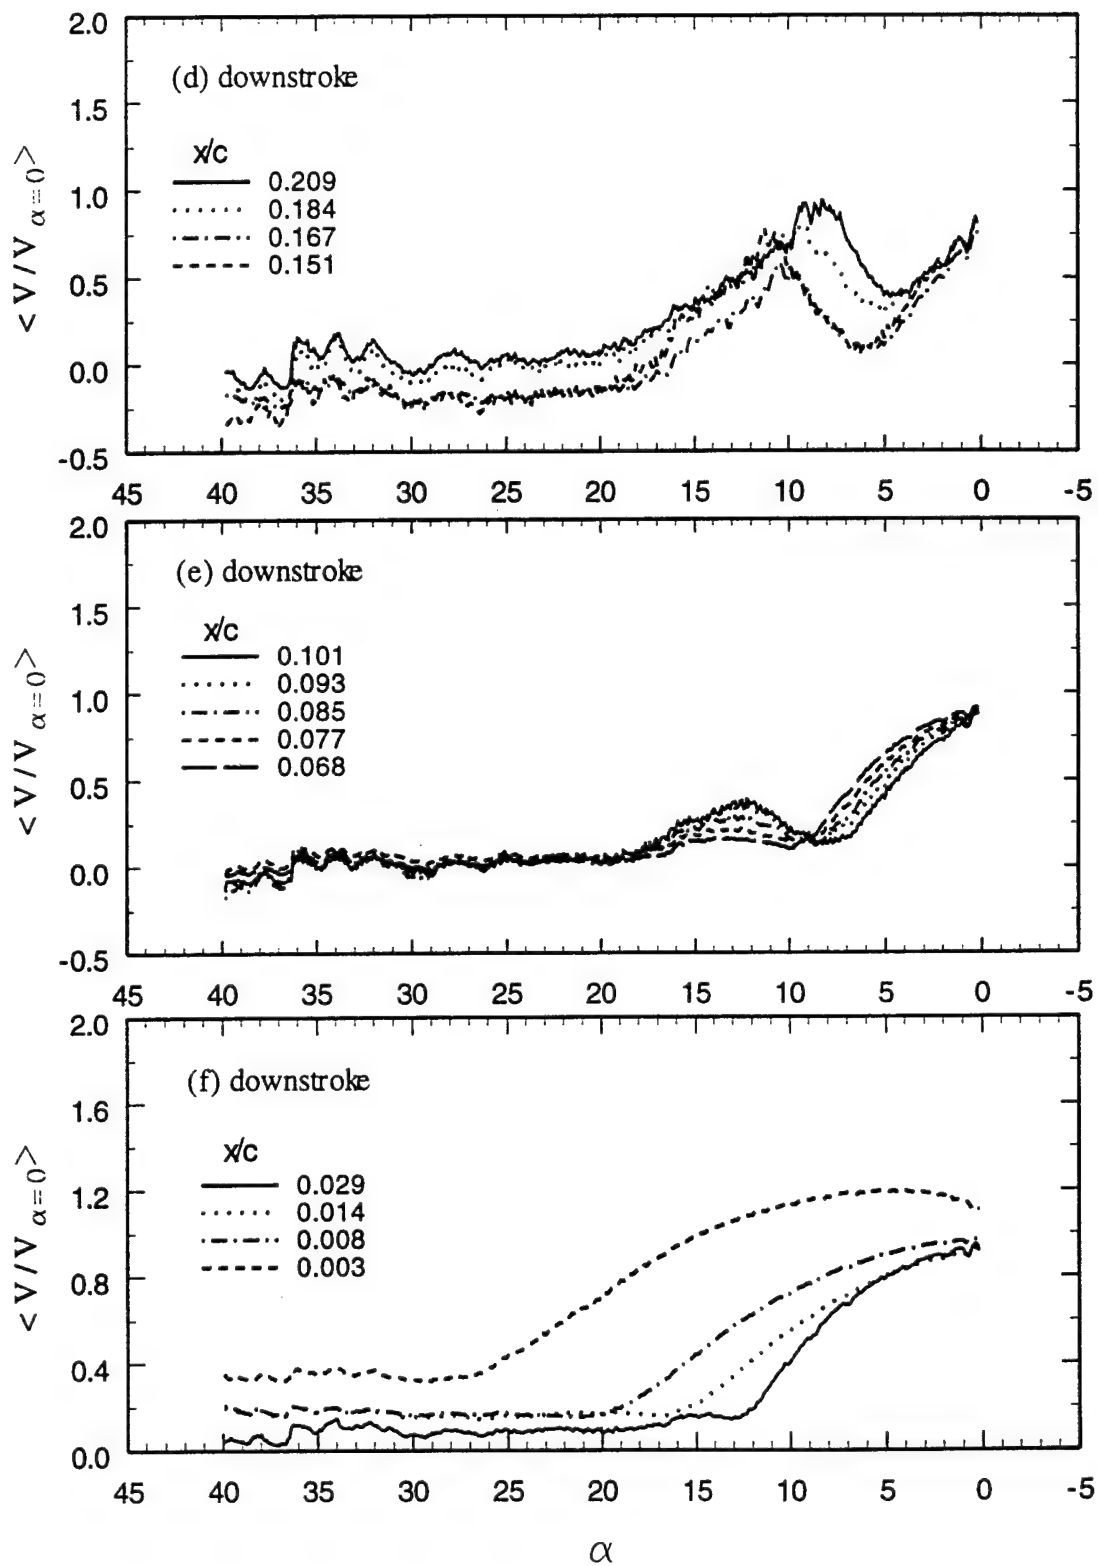 2.0
(d) downstroke
1.5
x/c
1.0
0.209
0.184
0.167
0.151
0.5
0.0
-0.5
< V / V α=0 >
45 40 35 30 25 20 15 10 5 0 -5
2.0
(e) downstroke
1.5
x/c
0.101
0.093
1.0
0.085
0.077
0.068
0.5
0.0
-0.5
< V / V α=0 >
45 40 35 30 25 20 15 10 5 0 -5
2.0
(f) downstroke
1.6
x/c
1.2
0.029
0.014
0.008
0.003
0.8
0.4
0.0
< V / V α=0 >
45 40 35 30 25 20 15 10 5 0 -5
α